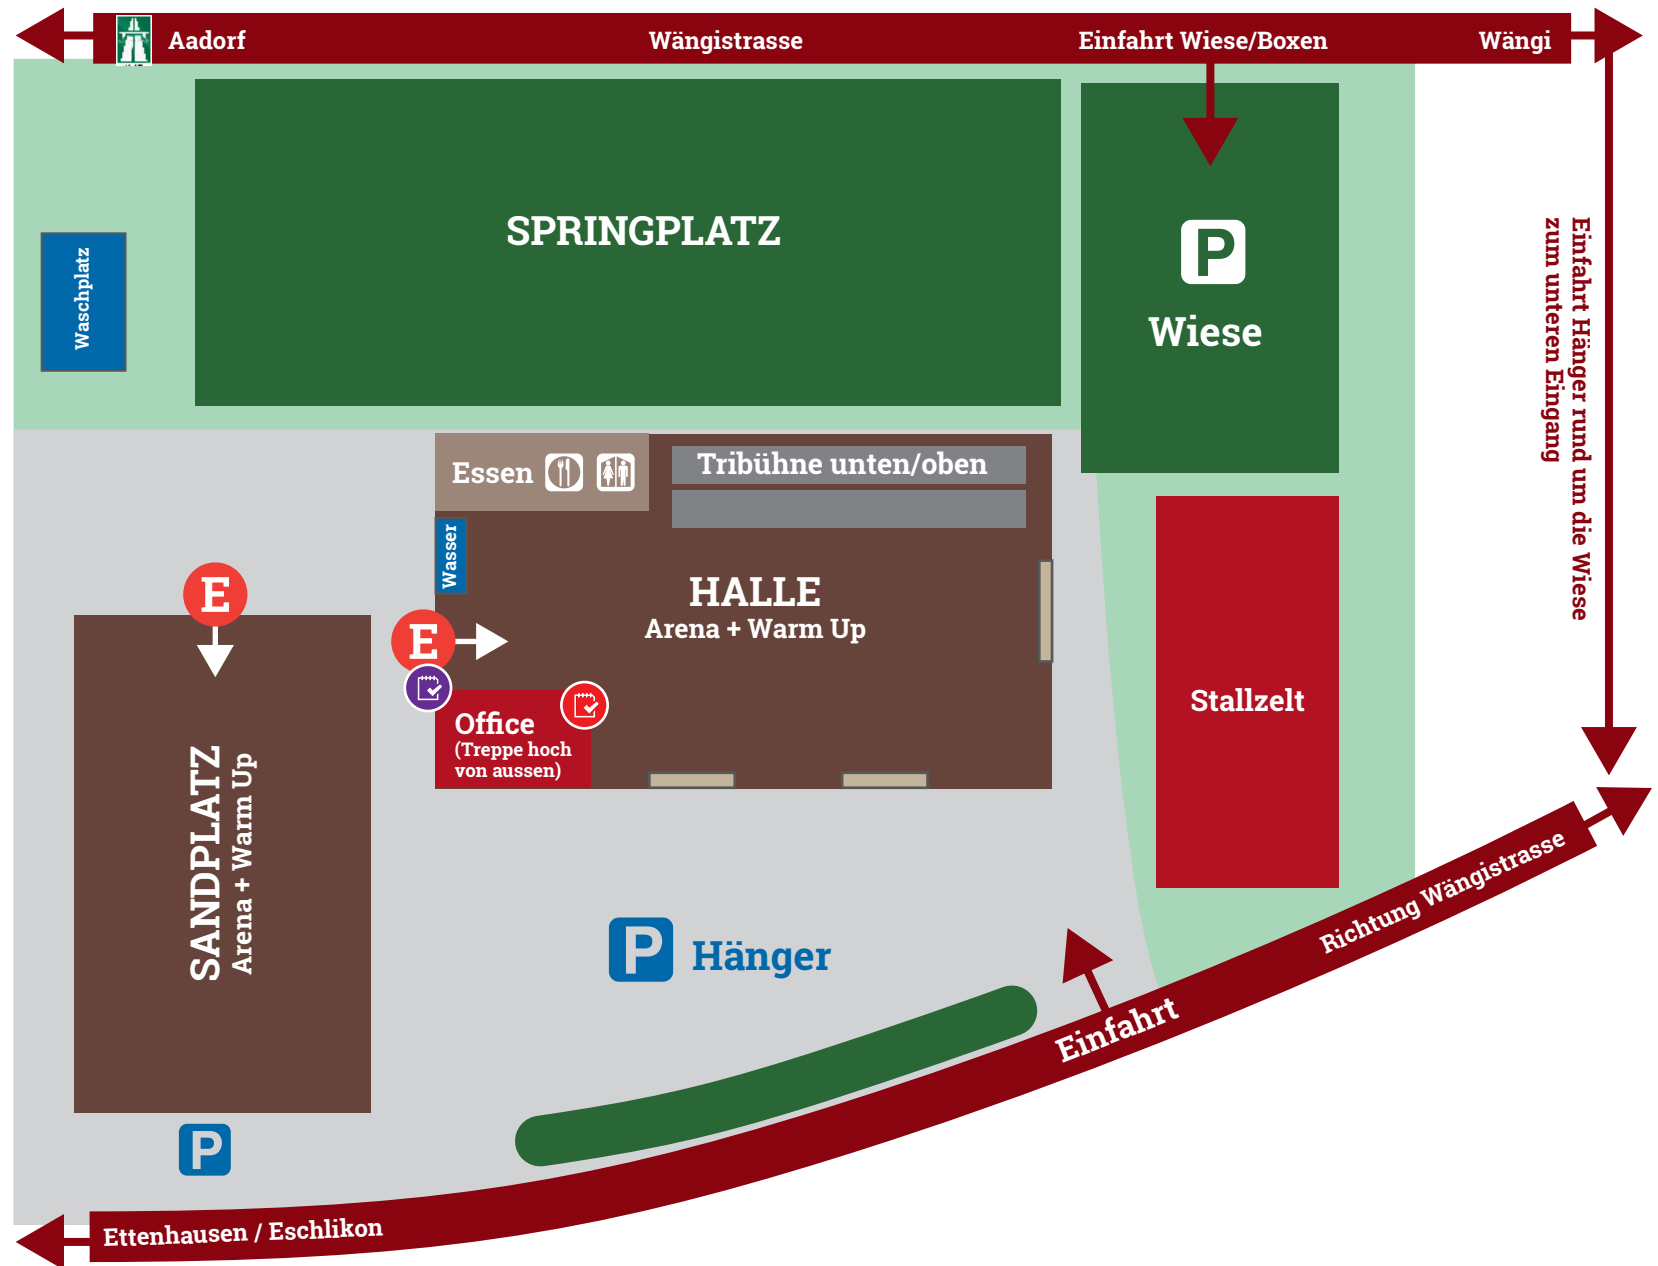 Aadorf
Wängistrasse
Einfahrt Wiese/Boxen
Wängi
SPRINGPLATZ
Waschplatz
P
Wiese
Einfahrt Hänger rund um die Wiese
zum unteren Eingang
Essen
Tribühne unten/oben
Wasser
HALLE
Arena + Warm Up
E
E
Office
(Treppe hoch
von aussen)
Stallzelt
SANDPLATZ
Arena + Warm Up
P Hänger
P
Einfahrt
Richtung Wängistrasse
Ettenhausen / Eschlikon